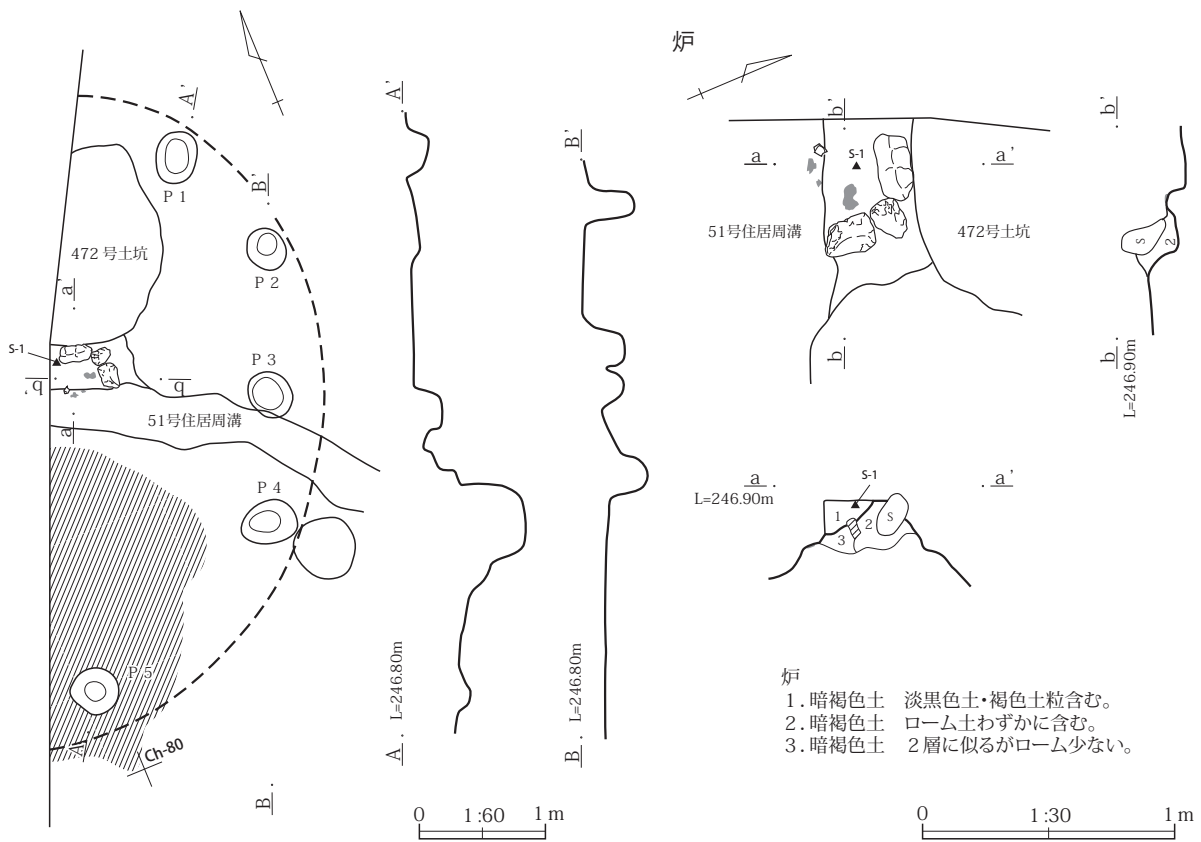 A'
P 1
B'
472 号土坑
P 2
a'
S-1
P 3
b'
b
51号住居周溝
a
P 4
P 5
A
Ch-80
B
A'
L=246.80m
A
B'
L=246.80m
B
0 1:60 1 m
炉
b'
a
S-1
a'
51号住居周溝
472号土坑
b
b'
S
2
b
L=246.90m
a
S-1
a'
L=246.90m
1
2
S
3
炉
1.暗褐色土 淡黒色土・褐色土粒含む。
2.暗褐色土 ローム土わずかに含む。
3.暗褐色土 2層に似るがローム少ない。
0 1:30 1 m